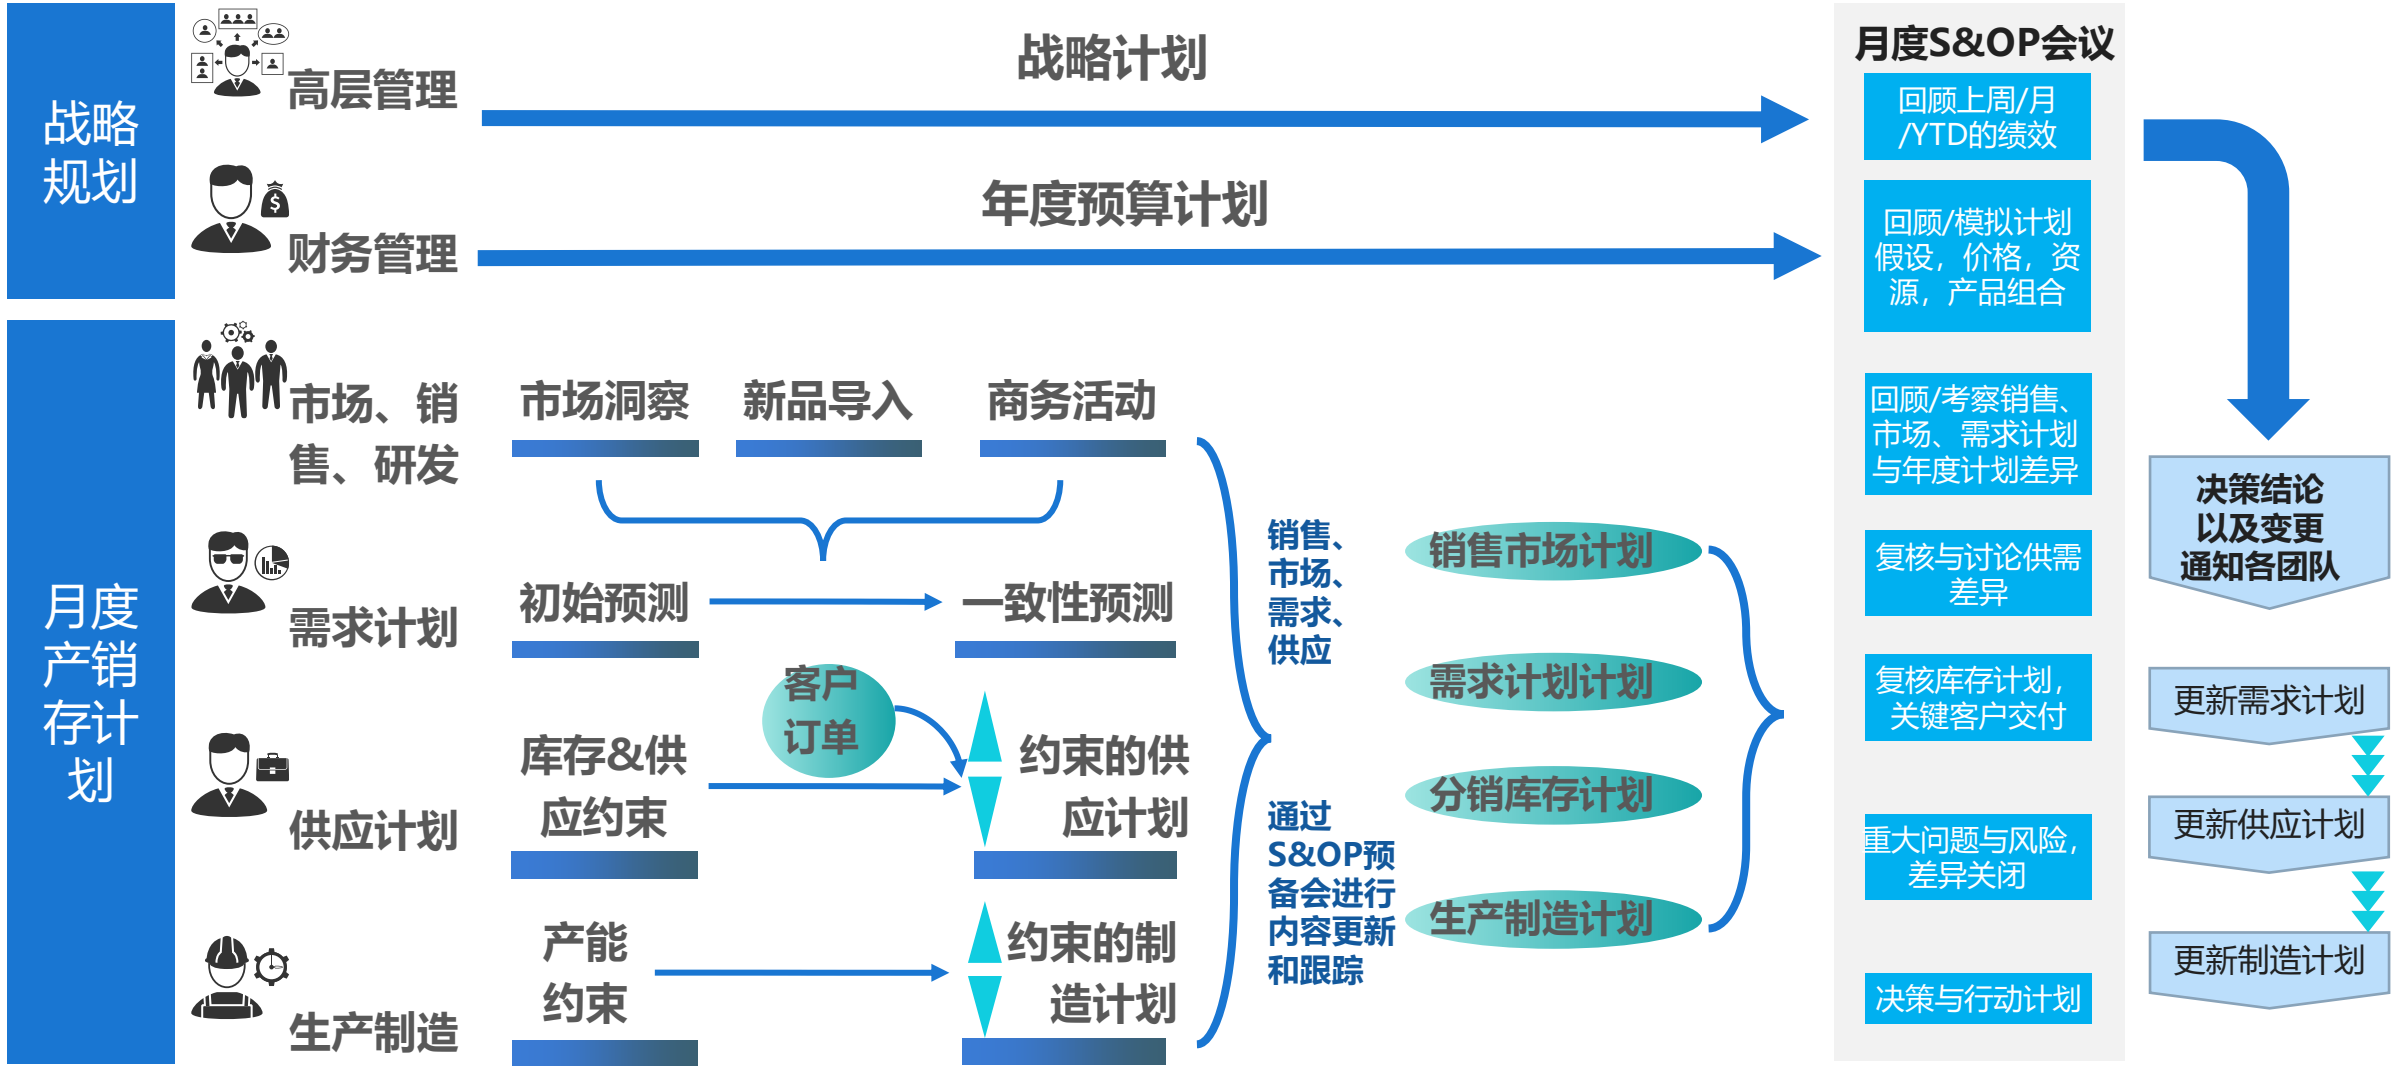 战略
规划
高层管理
战略计划
财务管理
年度预算计划
月度
产销
存计
划
市场、销
售、研发
市场洞察
新品导入
商务活动
需求计划
初始预测
一致性预测
客户
订单
供应计划
库存&供
应约束
约束的供
应计划
生产制造
产能
约束
约束的制
造计划
销售、
市场、
需求、
供应
通过
S&OP预
备会进行
内容更新
和跟踪
销售市场计划
需求计划计划
分销库存计划
生产制造计划
月度S&OP会议
回顾上周/月
/YTD的绩效
回顾/模拟计划
假设，价格，资
源，产品组合
回顾/考察销售、
市场、需求计划
与年度计划差异
复核与讨论供需
差异
复核库存计划，
关键客户交付
重大问题与风险，
差异关闭
决策与行动计划
决策结论
以及变更
通知各团队
更新需求计划
更新供应计划
更新制造计划